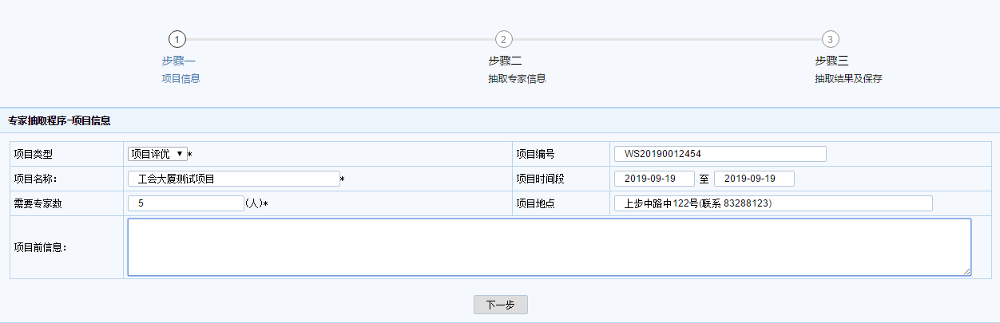 1 2 3
步骤一 步骤二 步骤三
项目信息 抽取专家信息 抽取结果及保存
专家抽取程序-项目信息
项目类型 项目评优 ▼* 项目编号 WS20190012454
项目名称: 工会大厦测试项目 * 项目时间段 2019-09-19 至 2019-09-19
需要专家数 5 (人)* 项目地点 上步中路中122号(联系 83288123)
项目前信息:
下一步